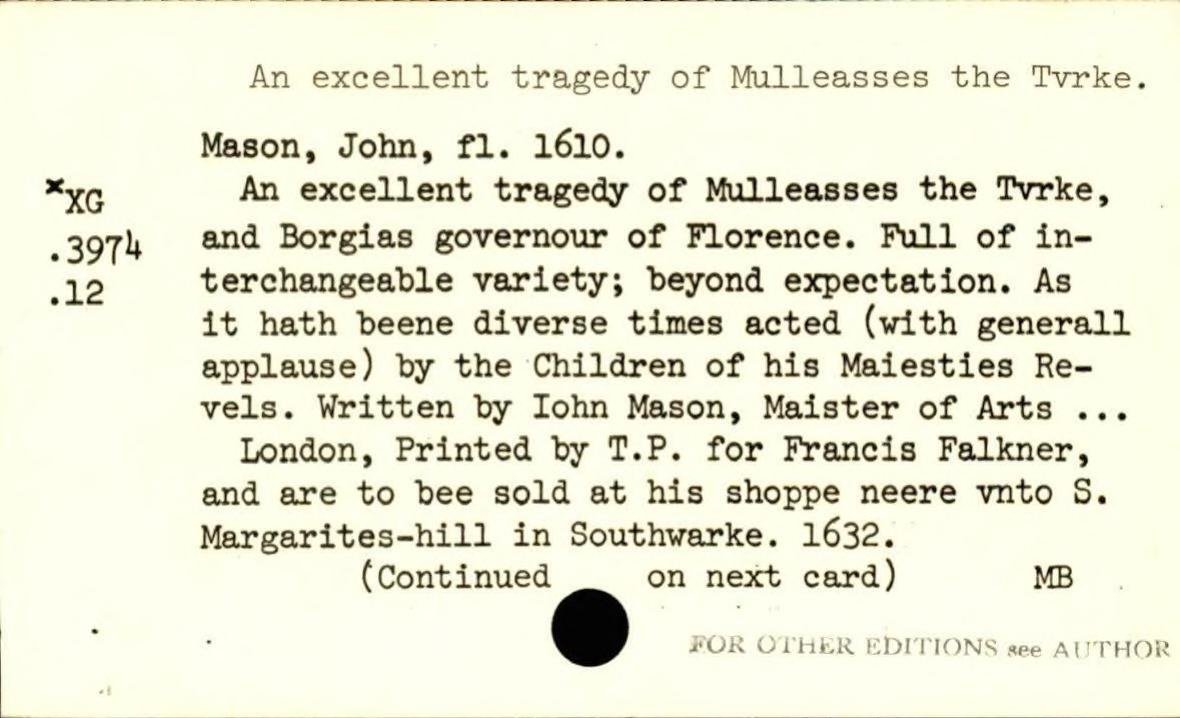 An excellent tragedy of Mulleasses the Tvrke.
Mason, John, fl. 1610.
*XG
An excellent tragedy of Mulleasses the Tvrke,
.3974
and Borgias governour of Florence. Full of in-
.12
terchangeable variety; beyond expectation. As
it hath beene diverse times acted (with generall
applause) by the Children of his Maiesties Re-
vels. Written by Iohn Mason, Maister of Arts ...
London, Printed by T.P. for Francis Falkner,
and are to bee sold at his shoppe neere vnto S.
Margarites-hill in Southwarke. 1632.
(Continued on next card) MB
FOR OTHER EDITIONS see AUTHOR